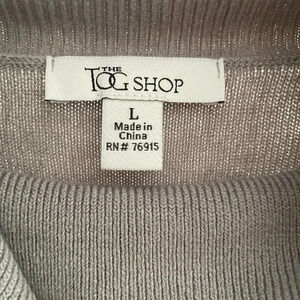 THE
TOG SHOP
L
Made in
China
RN# 76915